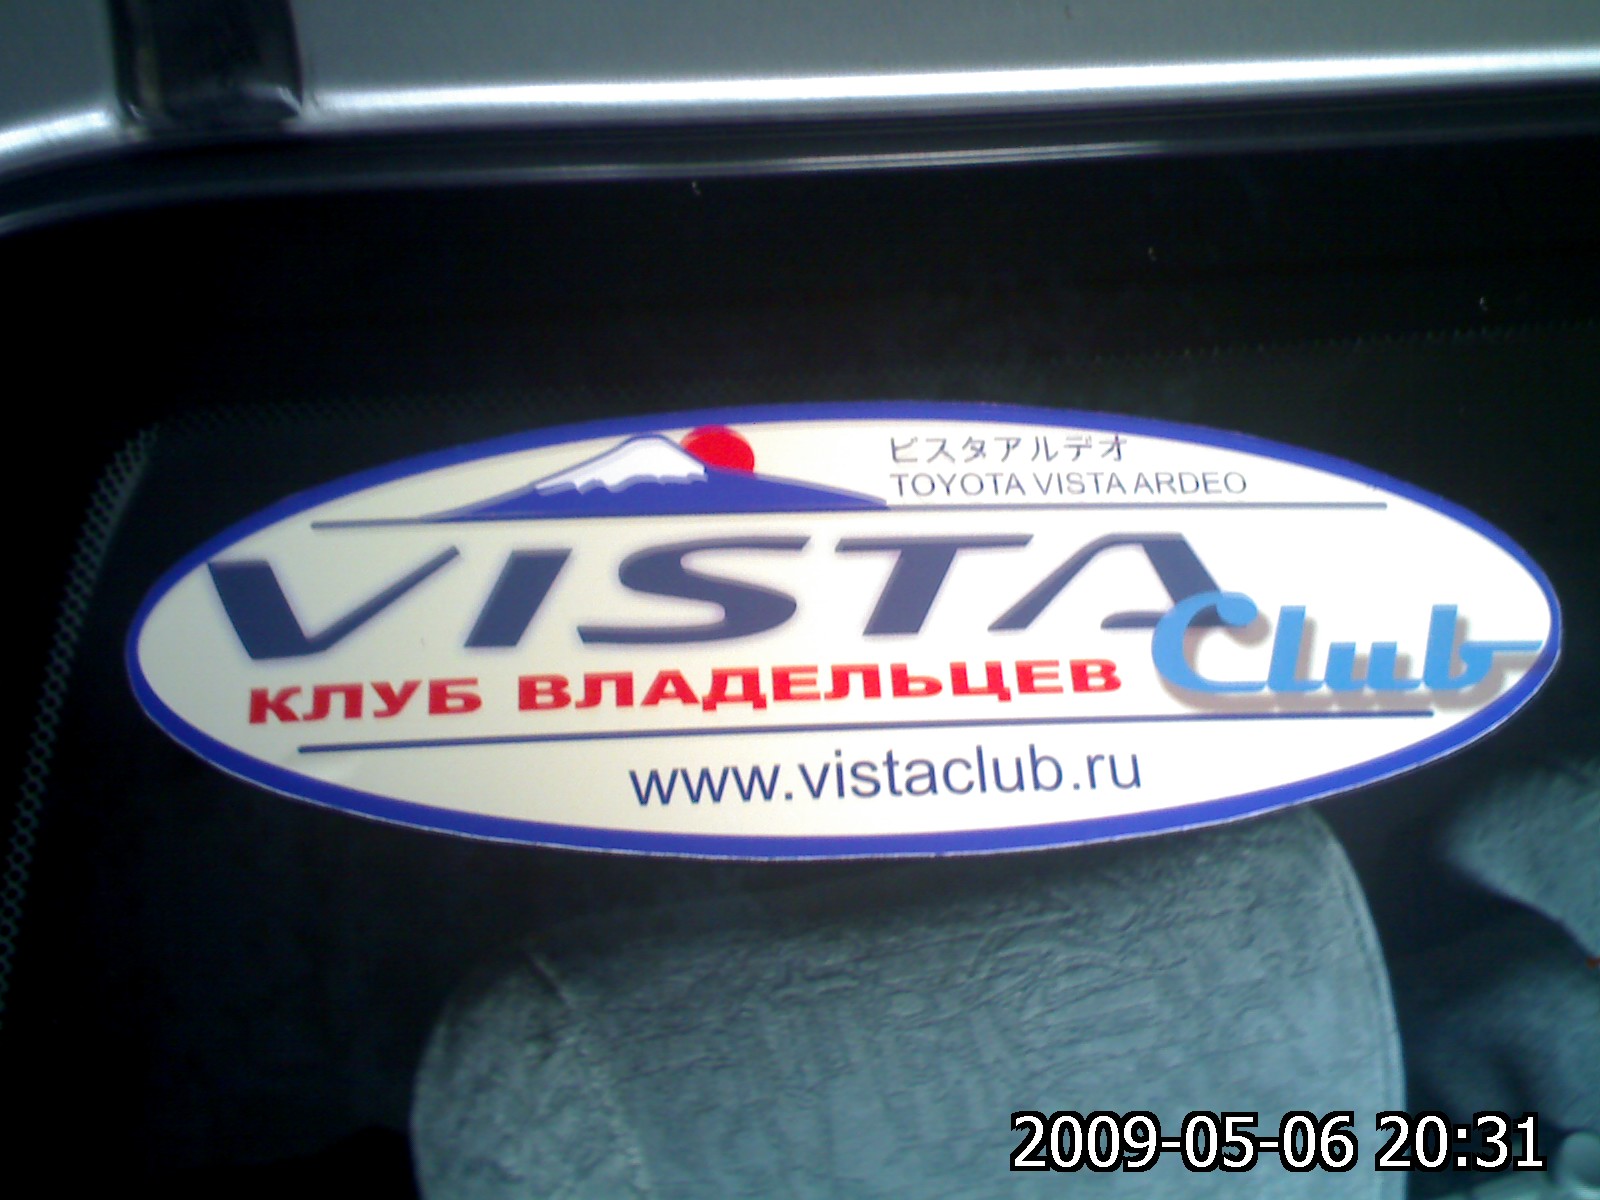 ビスタアルデオ
TOYOTA VISTA ARDEO
VISTA Club
КЛУБ ВЛАДЕЛЬЦЕВ
www.vistaclub.ru
2009-05-06 20:31